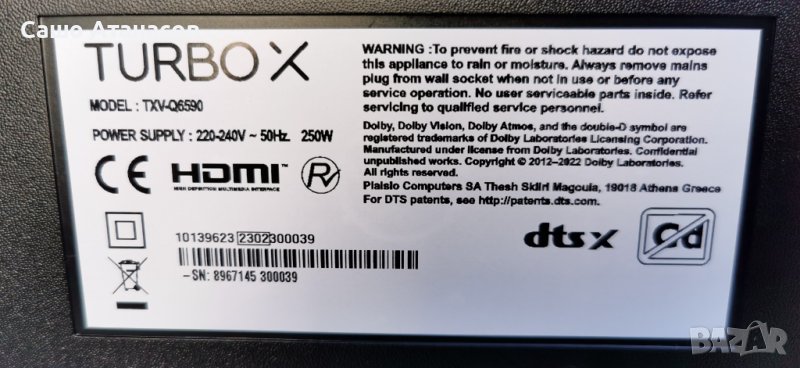 Сашо Атанасов
TURBO X
MODEL : TXV-Q6590
POWER SUPPLY : 220-240V ~ 50Hz. 250W
CE HDMI™ RV
HIGH DEFINITION MULTIMEDIA INTERFACE
10139623 2302300039
-SN: 8967145 300039
WARNING :To prevent fire or shock hazard do not expose
this appliance to rain or moisture. Always remove mains
plug from wall socket when not in use or before any
service operation. No user serviceable parts inside. Refer
servicing to qualified service personnel.
Dolby, Dolby Vision, Dolby Atmos, and the double-D symbol are
registered trademarks of Dolby Laboratories Licensing Corporation.
Manufactured under license from Dolby Laboratories. Confidential
unpublished works. Copyright © 2012–2022 Dolby Laboratories.
All rights reserved.
Plaisio Computers SA Thesh Skliri Magoula, 19018 Athens Greece
For DTS patents, see http://patents.dts.com.
dts x Cd
BAZAR